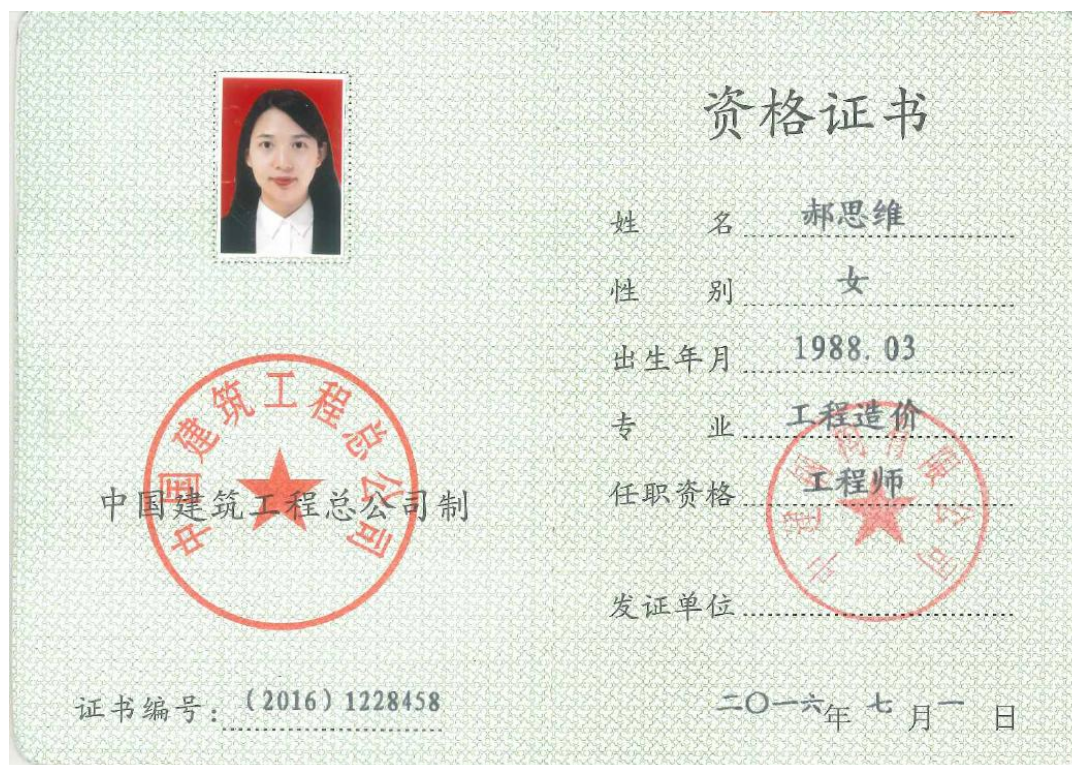 资格证书
姓 名 郝思维
性 别 女
出生年月 1988.03
专 业 工程造价
任职资格 工程师
发证单位
二〇一六年 七 月 一 日
中国建筑工程总公司
中国建筑工程总公司制
证书编号：（2016）1228458